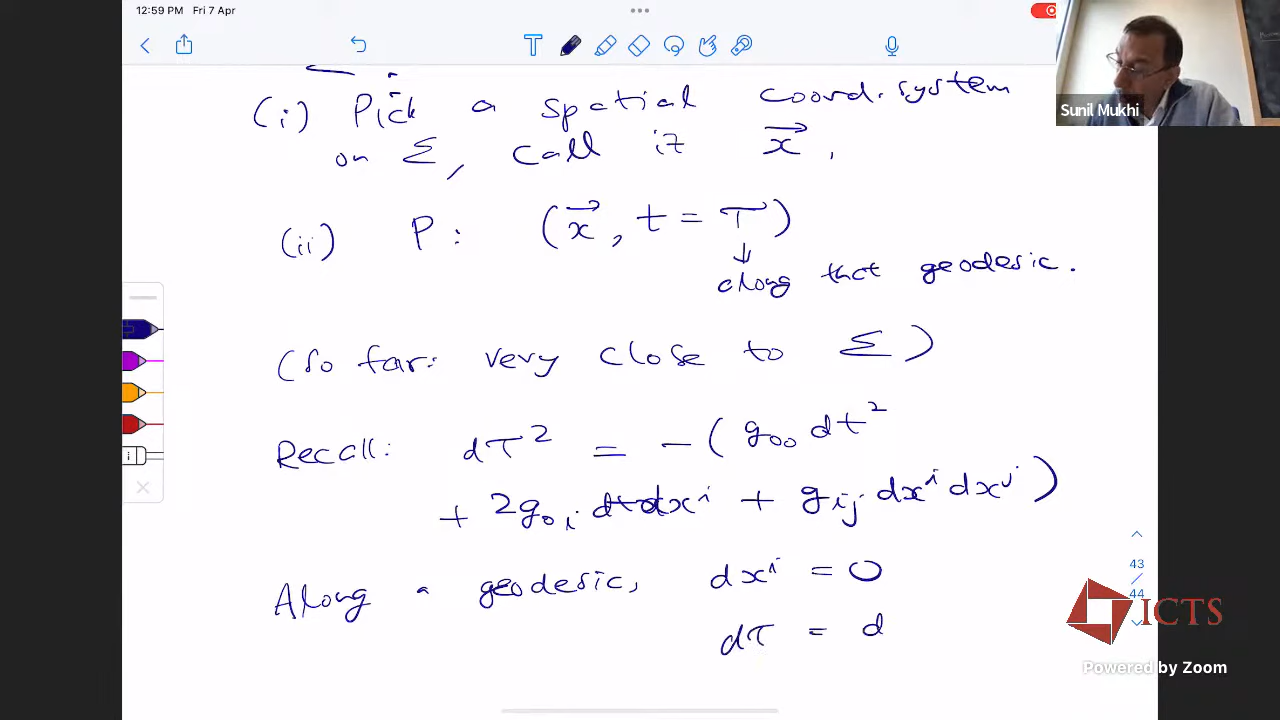 12:59 PM Fri 7 Apr
Sunil Mukhi
(i) Pick a spatial coord. system
on Σ, call it x⃗,
(ii) P: (x⃗, t = τ)
↓
along that geodesic.
(So far: very close to Σ)
Recall: dτ² = -(g₀₀ dt²
+ 2g₀ᵢ dt dxⁱ + gᵢⱼ dxⁱ dxʲ)
Along a geodesic, dxⁱ = 0
dτ = d
43
/
44
ICTS
Powered by Zoom